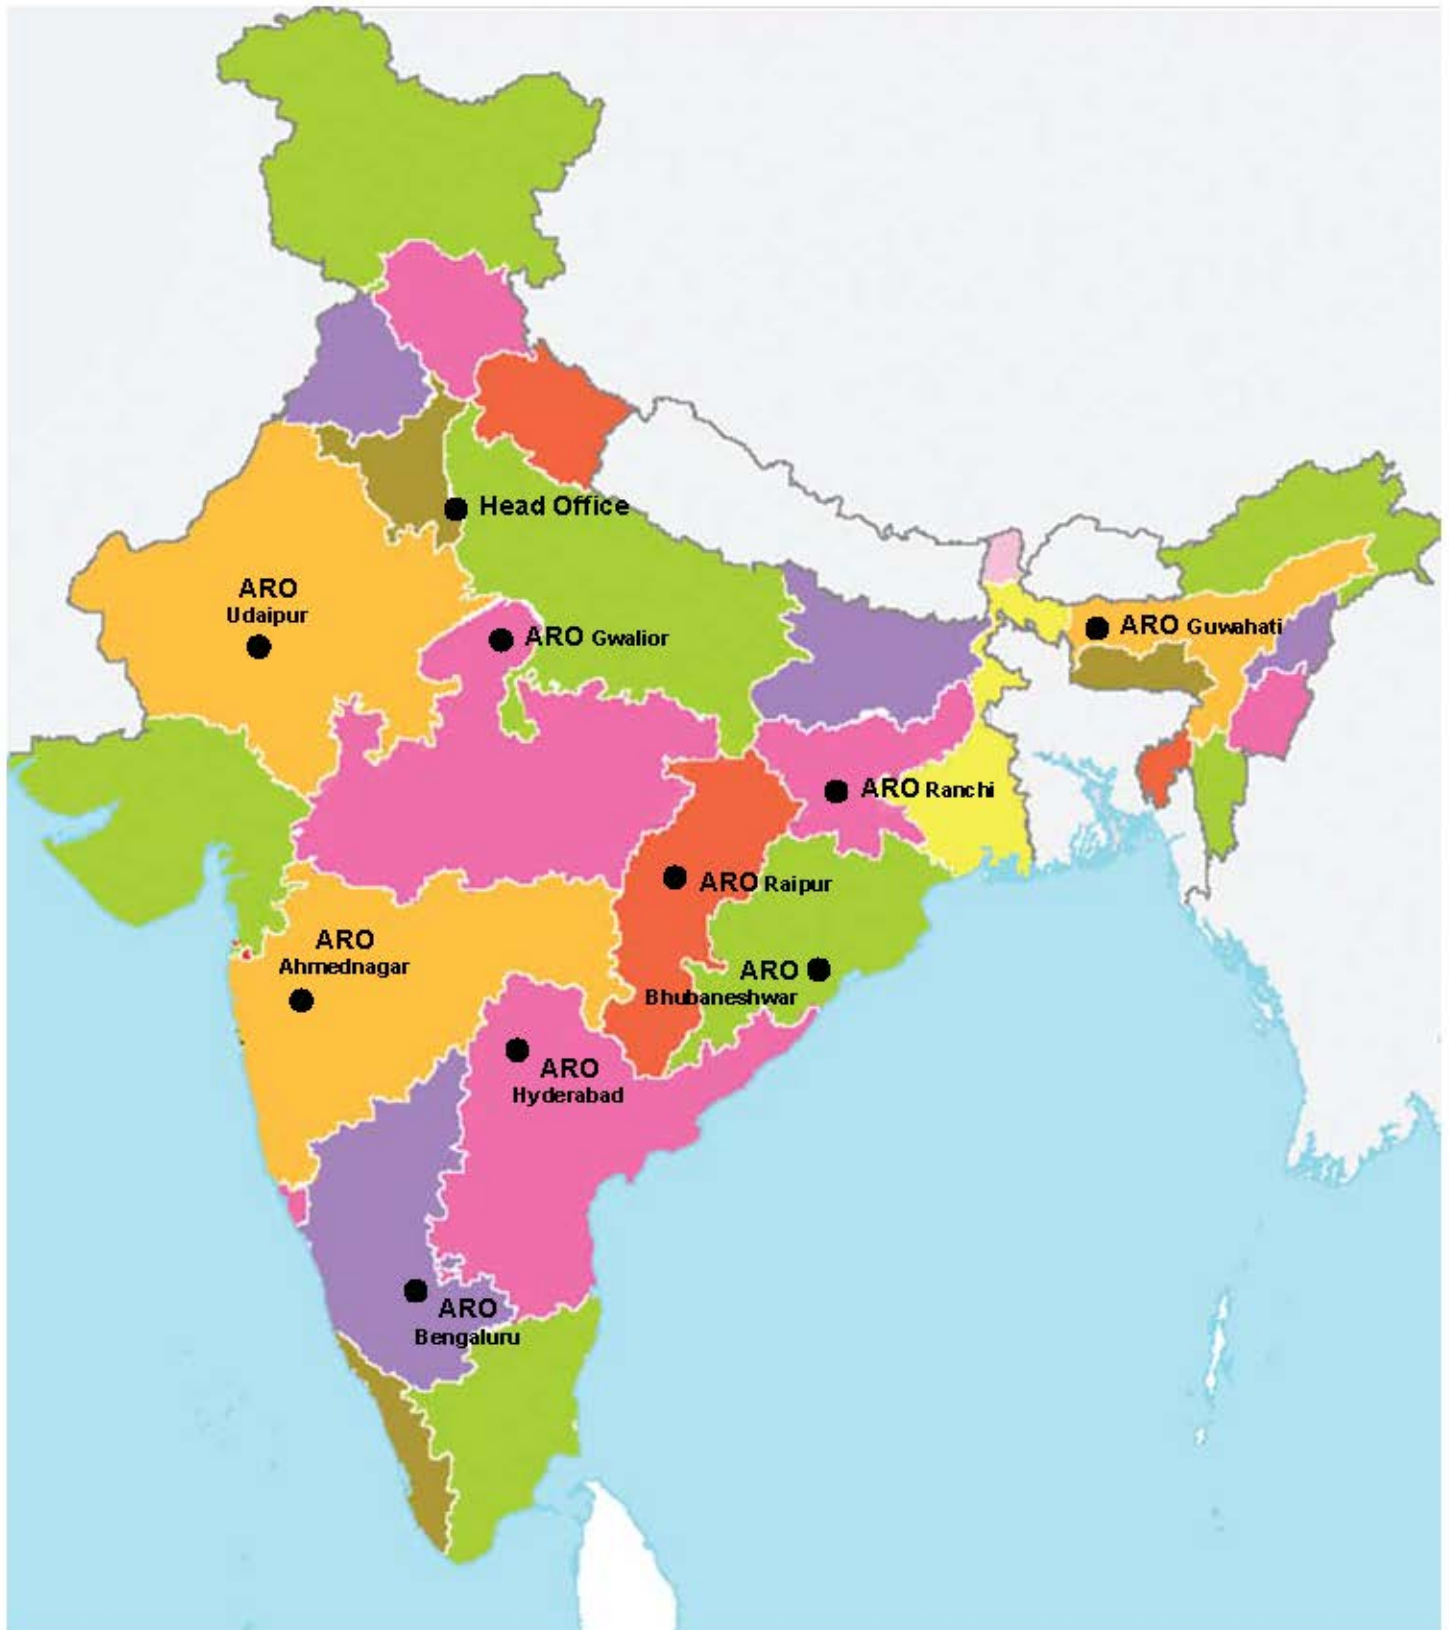 Head Office
ARO
Udaipur
ARO Gwalior
ARO Guwahati
ARO Ranchi
ARO Raipur
ARO
Ahmednagar
ARO
Bhubaneshwar
ARO
Hyderabad
ARO
Bengaluru